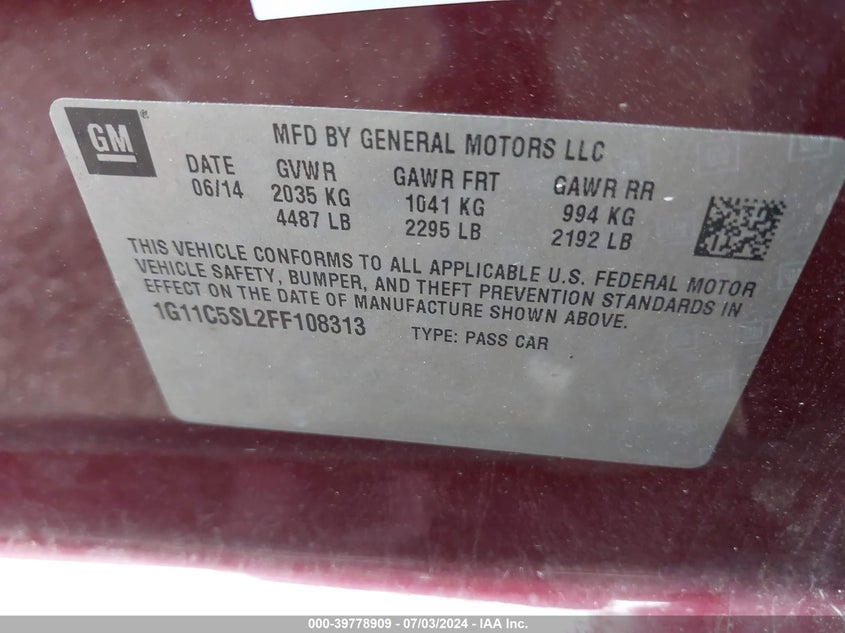 GM®
MFD BY GENERAL MOTORS LLC
DATE GVWR GAWR FRT GAWR RR
06/14 2035 KG 1041 KG 994 KG
4487 LB 2295 LB 2192 LB
THIS VEHICLE CONFORMS TO ALL APPLICABLE U.S. FEDERAL MOTOR
VEHICLE SAFETY, BUMPER, AND THEFT PREVENTION STANDARDS IN
EFFECT ON THE DATE OF MANUFACTURE SHOWN ABOVE.
1G11C5SL2FF108313 TYPE: PASS CAR
000-39778909 - 07/03/2024 - IAA Inc.